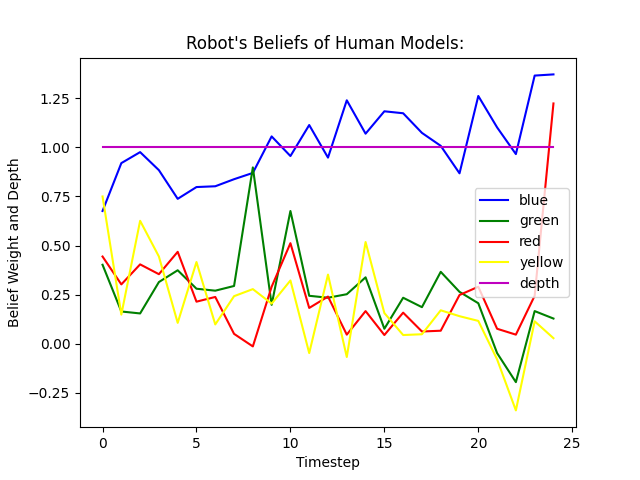 Robot's Beliefs of Human Models:
Belief Weight and Depth
1.25
1.00
0.75
0.50
0.25
0.00
−0.25
blue
green
red
yellow
depth
0 5 10 15 20 25
Timestep